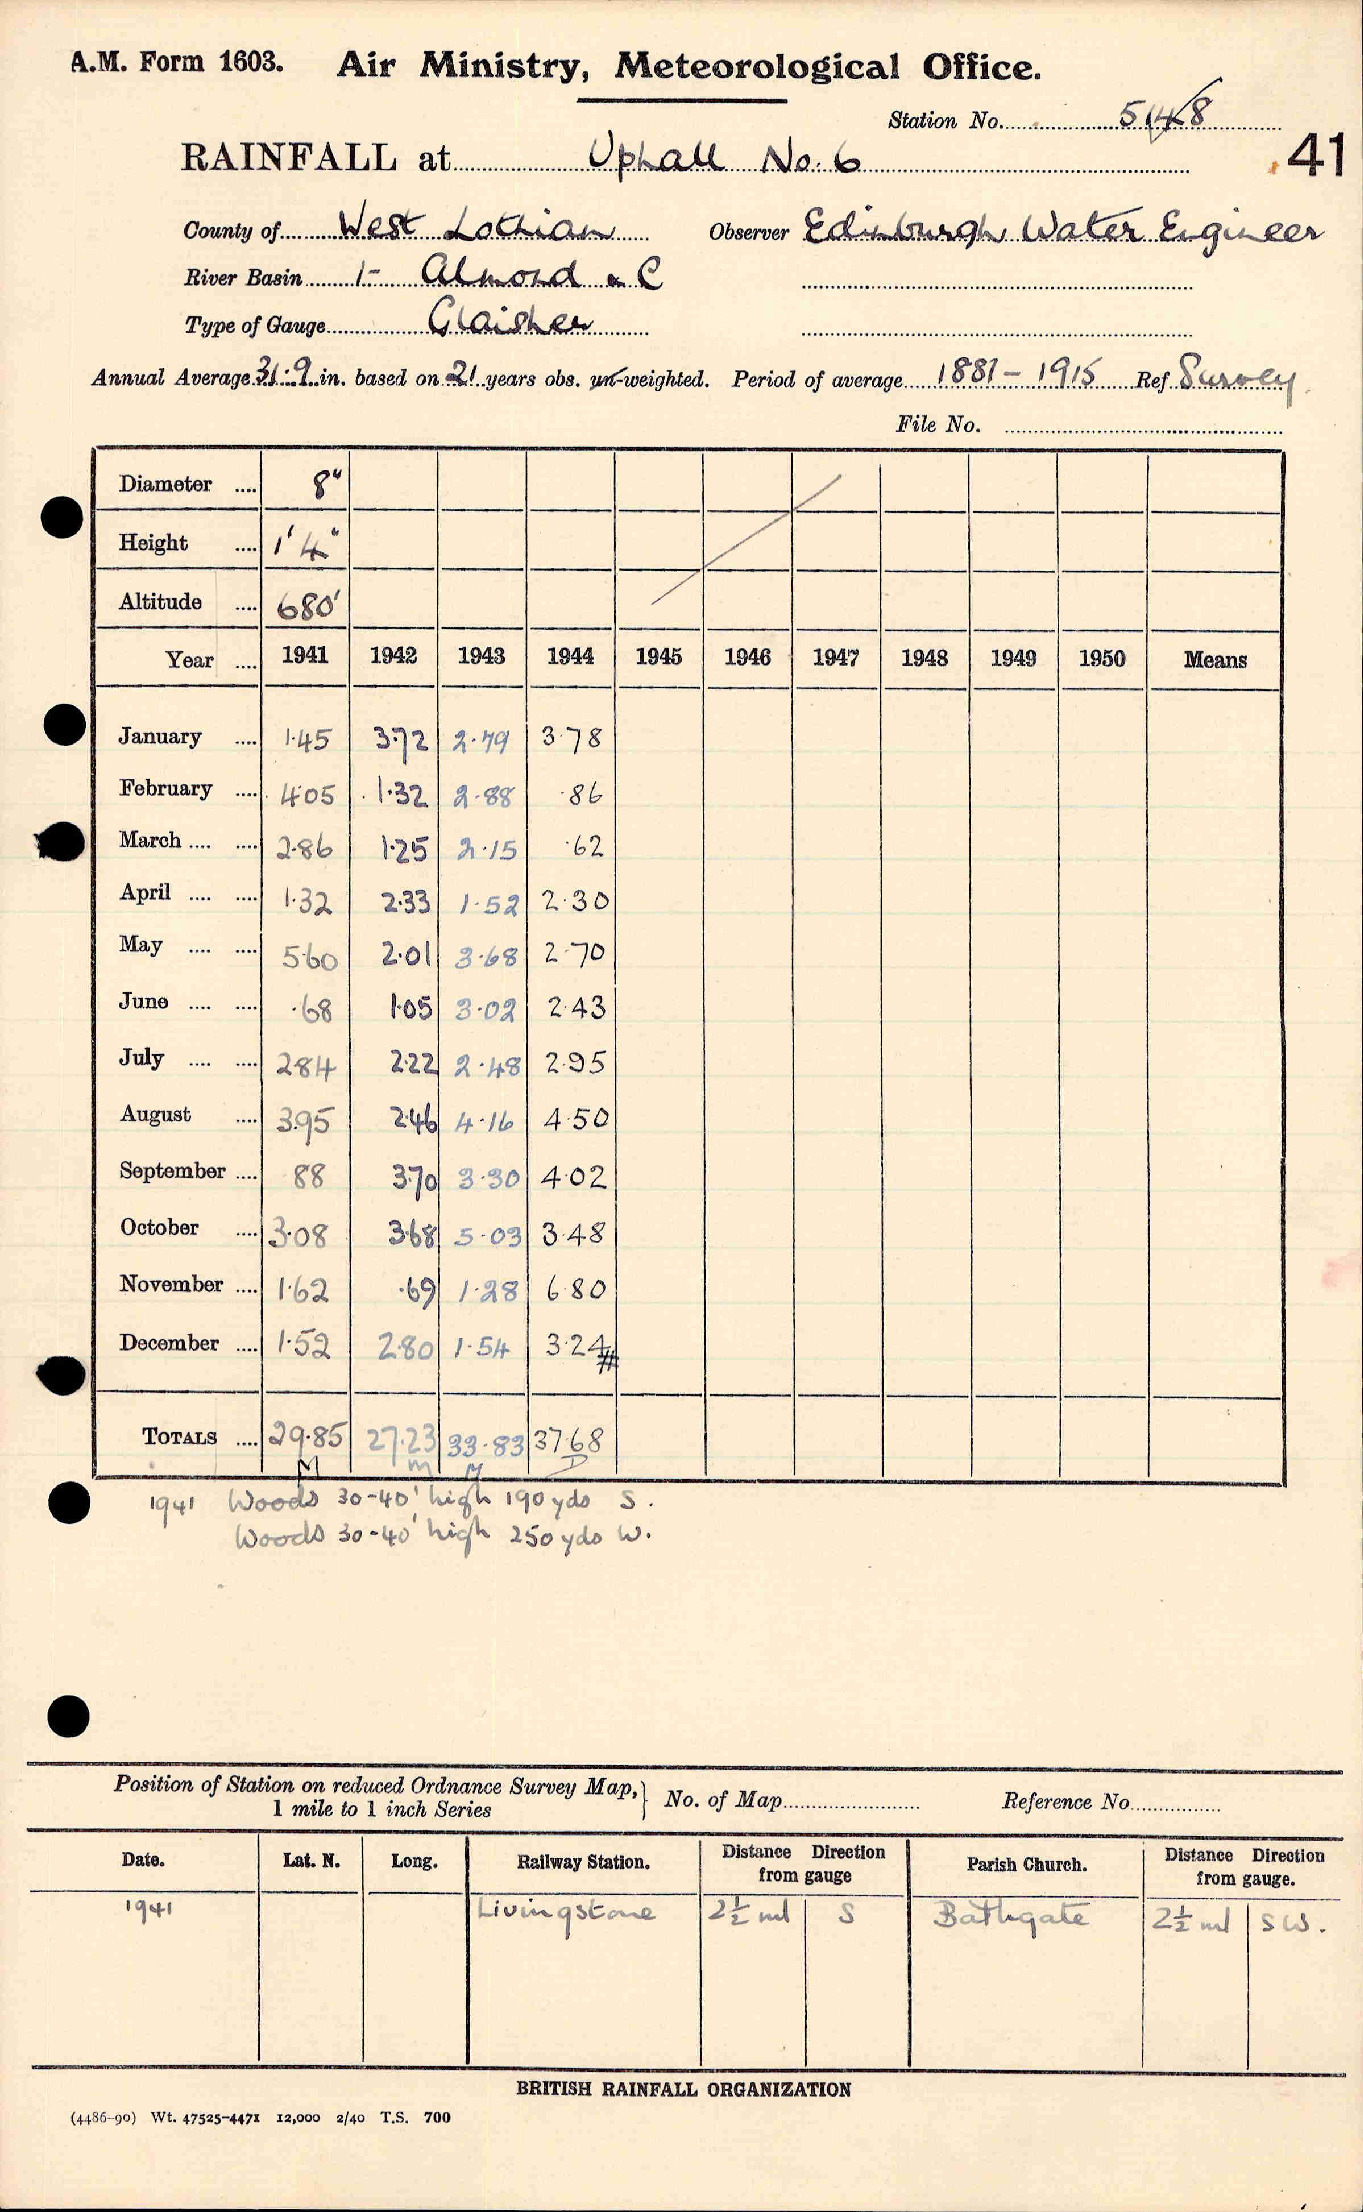 A.M. Form 1603. Air Ministry, Meteorological Office.
Station No. 5148
41
RAINFALL at Uphall No. 6
County of West Lothian Observer Edinburgh Water Engineer
River Basin 1- Almond & C
Type of Gauge Glaisher
Annual Average 31.9 in. based on 21 years obs. un-weighted. Period of average 1881-1915 Ref Survey
File No.
Diameter .... 8"
Height .... 1' 4"
Altitude .... 680'
Year .... 1941 1942 1943 1944 1945 1946 1947 1948 1949 1950 Means
January .... 1.45 3.72 2.79 3.78
February .... 4.05 1.32 2.88 .86
March .... .... 2.86 1.25 2.15 .62
April .... .... 1.32 2.33 1.52 2.30
May .... .... 5.60 2.01 3.68 2.70
June .... .... .68 1.05 3.02 2.43
July .... .... 2.84 2.22 2.48 2.95
August .... 3.95 2.46 4.16 4.50
September .... 88 3.70 3.30 4.02
October .... 3.08 3.68 5.03 3.48
November .... 1.62 .69 1.28 6.80
December .... 1.52 2.80 1.54 3.24 #
TOTALS .... 29.85 27.23 33.83 37.68
M M M D
1941 Woods 30-40' high 190 yds S.
Woods 30-40' high 250 yds W.
Position of Station on reduced Ordnance Survey Map, } No. of Map Reference No.
1 mile to 1 inch Series
Date. Lat. N. Long. Railway Station. Distance Direction from gauge Parish Church. Distance Direction from gauge.
1941 Livingstone 2½ ml S Bathgate 2½ ml SW.
BRITISH RAINFALL ORGANIZATION
(4486-90) Wt. 47525-4471 12,000 2/40 T.S. 700